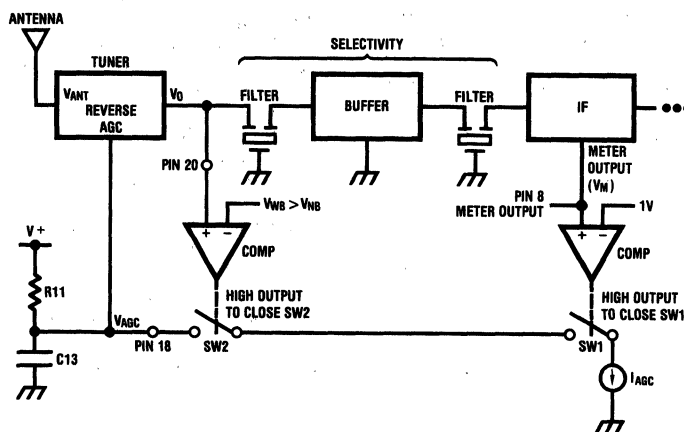 ANTENNA
SELECTIVITY
TUNER
VANT
REVERSE
AGC
VO
FILTER
BUFFER
FILTER
IF
PIN 20
VWB > VNB
+ –
COMP
METER
OUTPUT
(VM)
PIN 8
METER OUTPUT
1V
+ –
COMP
V+
R11
VAGC
PIN 18
C13
HIGH OUTPUT
TO CLOSE SW2
SW2
HIGH OUTPUT
TO CLOSE SW1
SW1
IAGC